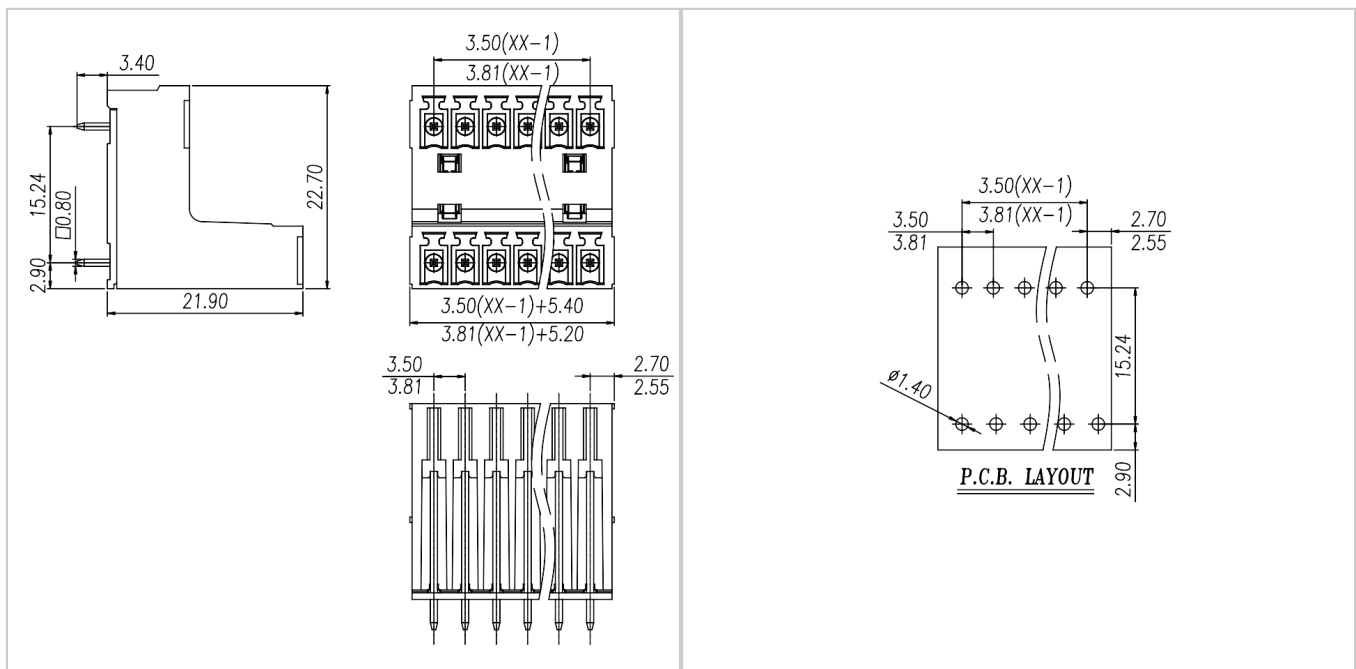 3.40
15.24
□0.80
2.90
22.70
21.90
3.50(XX-1)
3.81(XX-1)
3.50(XX-1)+5.40
3.81(XX-1)+5.20
3.50
3.81
2.70
2.55
3.50(XX-1)
3.81(XX-1)
3.50
3.81
2.70
2.55
15.24
ø1.40
2.90
P.C.B. LAYOUT